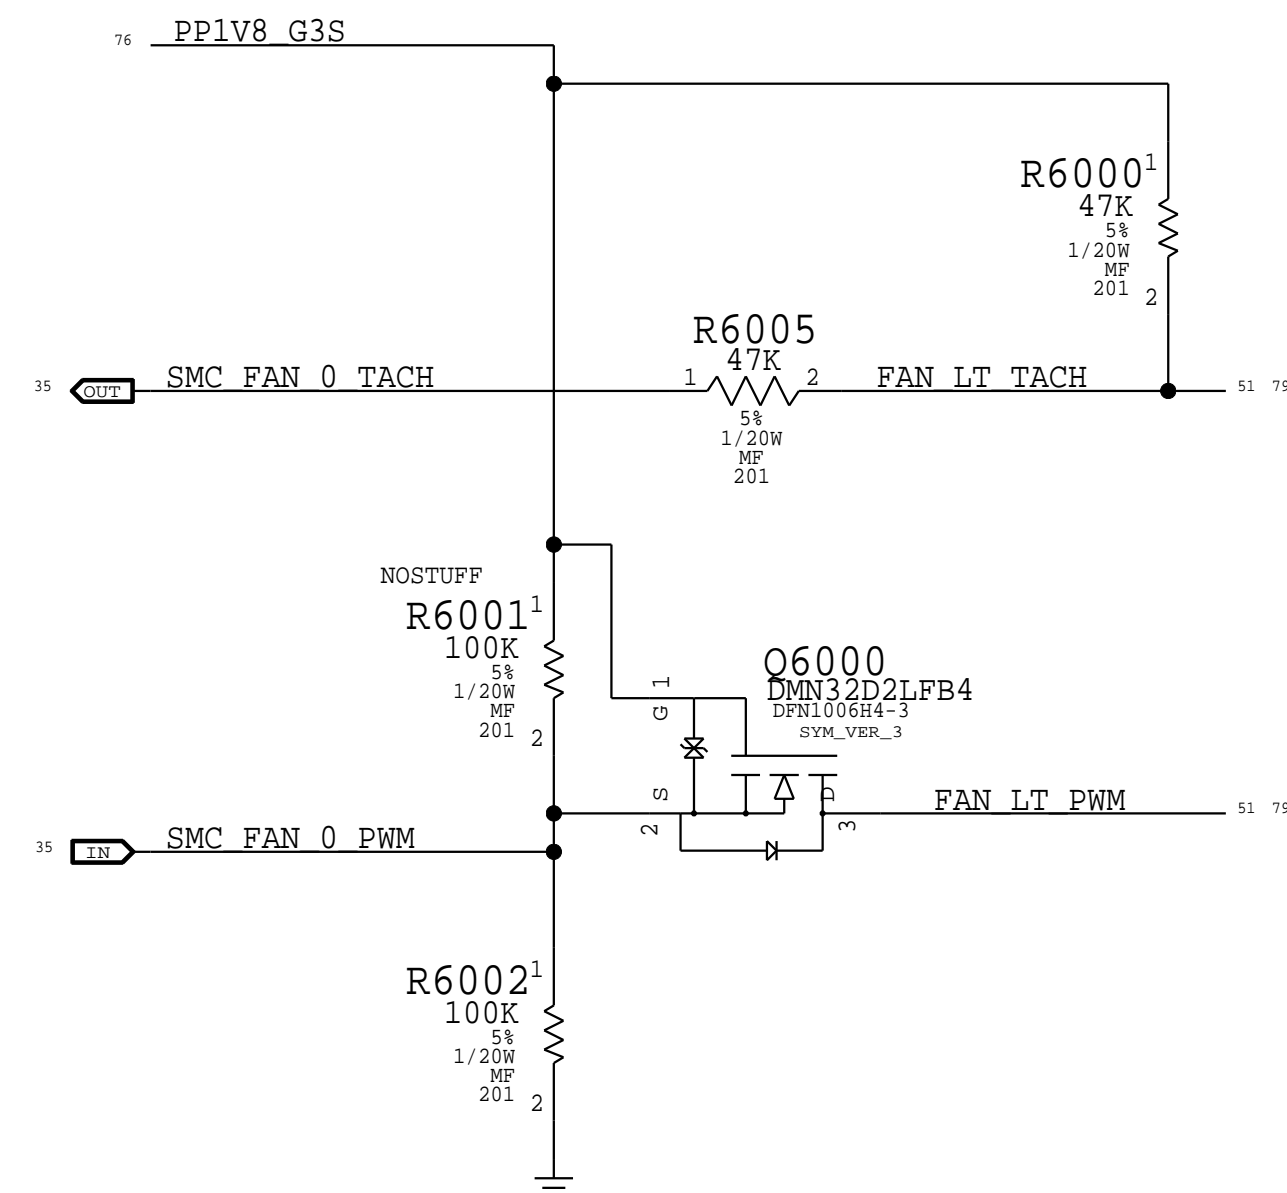 76 PP1V8_G3S
R6000 1
47K
5%
1/20W
MF
201 2
R6005
47K
35 OUT SMC_FAN_0_TACH 1 2 FAN_LT_TACH 51 79
5%
1/20W
MF
201
NOSTUFF
R6001 1
100K
5%
1/20W
MF
201 2
Q6000
DMN32D2LFB4
DFN1006H4-3
SYM_VER_3
G 1
S 2
D 3
FAN_LT_PWM 51 79
35 IN SMC_FAN_0_PWM
R6002 1
100K
5%
1/20W
MF
201 2